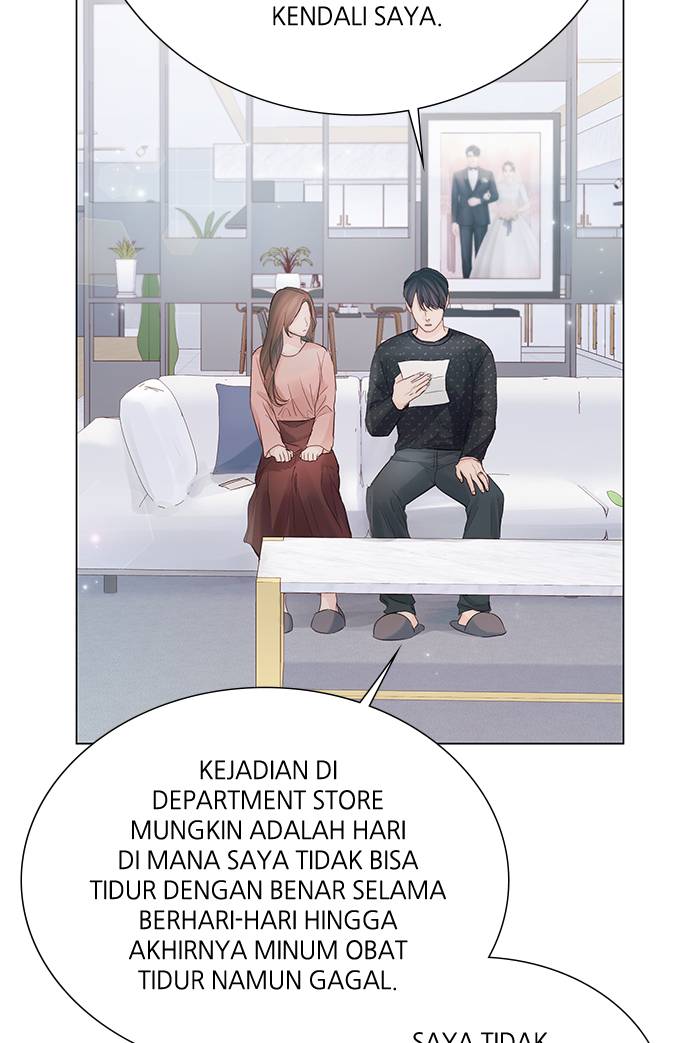 KENDALI SAYA.
KEJADIAN DI
DEPARTMENT STORE
MUNGKIN ADALAH HARI
DI MANA SAYA TIDAK BISA
TIDUR DENGAN BENAR SELAMA
BERHARI-HARI HINGGA
AKHIRNYA MINUM OBAT
TIDUR NAMUN GAGAL.
SAYA TIDAK